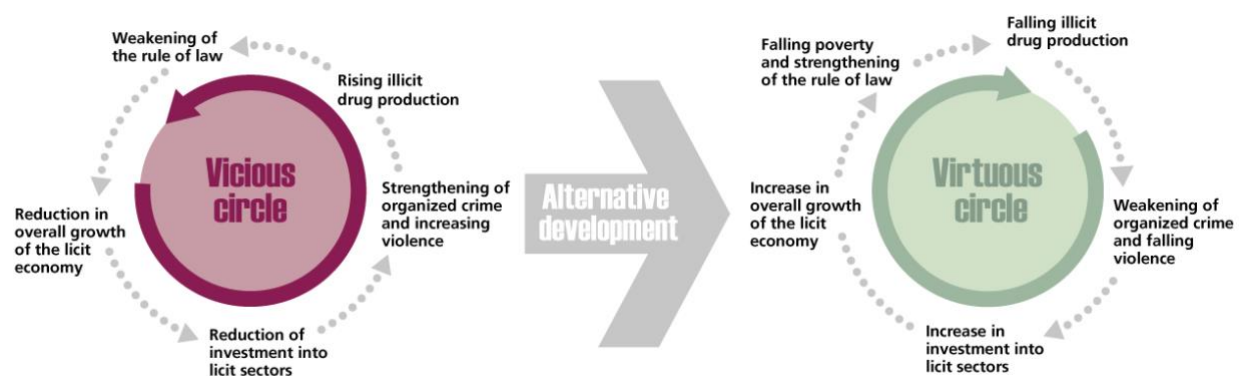 Weakening of
the rule of law
Rising illicit
drug production
Vicious
circle
Strengthening of
organized crime
and increasing
violence
Reduction in
overall growth
of the licit
economy
Reduction of
investment into
licit sectors
Alternative
development
Falling illicit
drug production
Falling poverty
and strengthening
of the rule of law
Virtuous
circle
Increase in
overall growth
of the licit
economy
Weakening of
organized crime
and falling
violence
Increase in
investment into
licit sectors